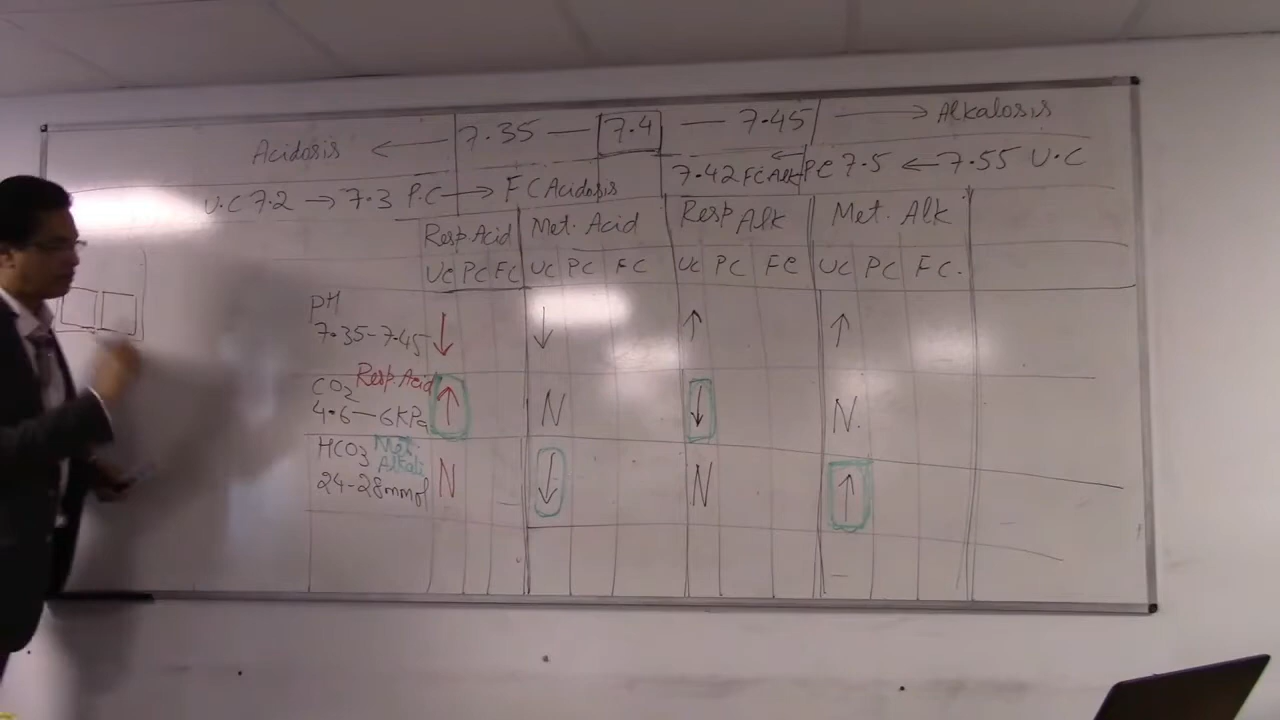 Acidosis ← 7.35 — 7.4 — 7.45 → Alkalosis
U.C 7.2 → 7.3 P.C → F C Acidosis 7.42 FC Alk ← PC 7.5 ← 7.55 U.C
Resp Acid Met. Acid Resp Alk Met. Alk
UC PC FC UC PC FC UC PC FC UC PC FC.
PH
7.35-7.45 ↓ ↓ ↑ ↑
CO2 Resp. Acid
4.6—6KPa ↑ N ↓ N.
HCO3 Met. Alkali
24-28mmol N ↓ N ↑